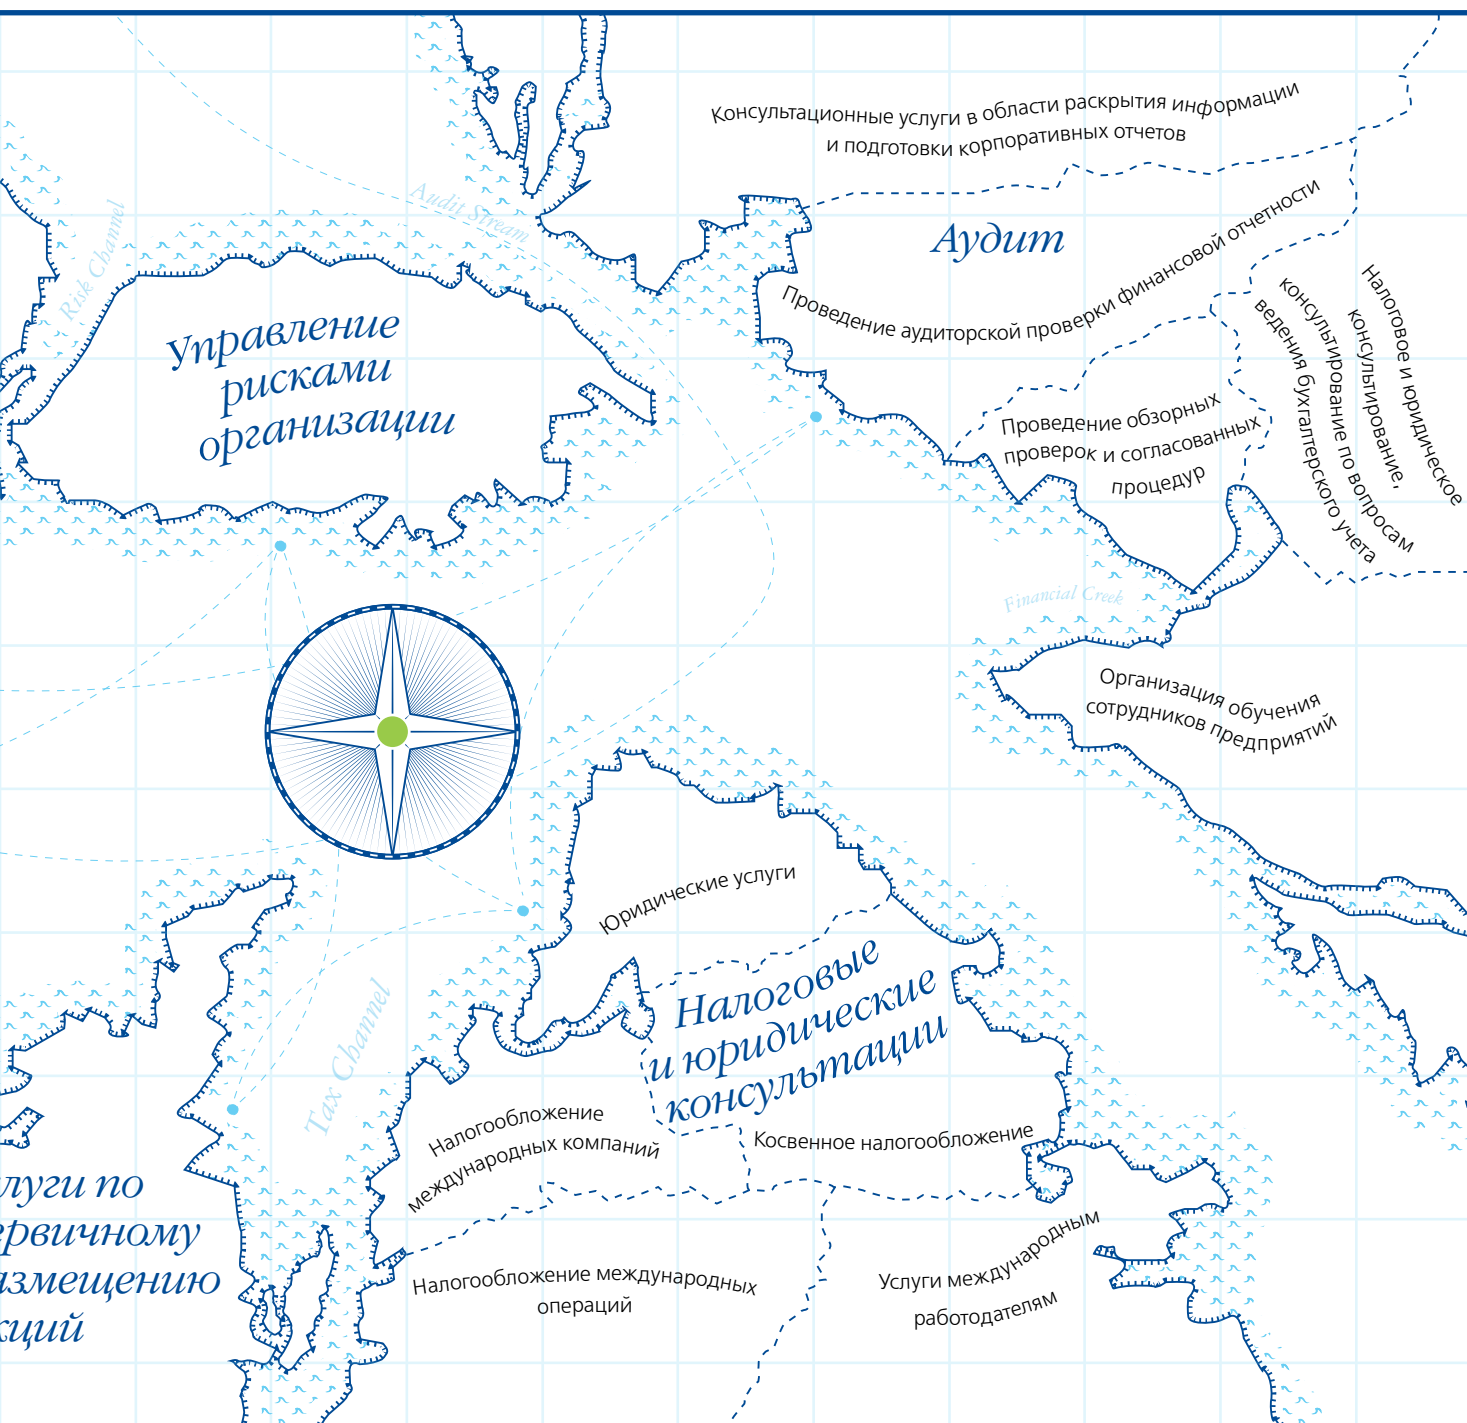 Консультационные услуги в области раскрытия информации
и подготовки корпоративных отчетов
Audit Stream
Risk Channel
Аудит
Проведение аудиторской проверки финансовой отчетности
Управление
рисками
организации
Налоговое и юридическое
консультирование,
консультирование по вопросам
ведения бухгалтерского учета
Проведение обзорных
проверок и согласованных
процедур
Financial Creek
Организация обучения
сотрудников предприятий
Юридические услуги
Налоговые
и юридические
консультации
Tax Channel
Налогообложение
международных компаний
Косвенное налогообложение
луги по
ервичному
азмещению
кций
Налогообложение международных
операций
Услуги международным
работодателям